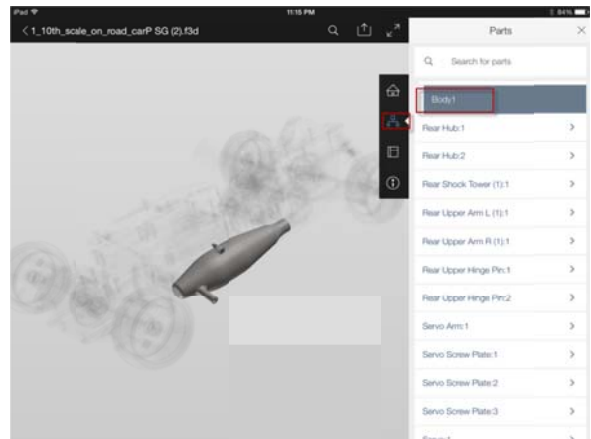 iPad
11:15 PM
84%
< 1_10th_scale_on_road_carP SG (2).f3d
Parts
Search for parts
Body1
Rear Hub:1
Rear Hub:2
Rear Shock Tower (1):1
Rear Upper Arm L (1):1
Rear Upper Arm R (1):1
Rear Upper Hinge Pin:1
Rear Upper Hinge Pin:2
Servo Arm:1
Servo Screw Plate:1
Servo Screw Plate:2
Servo Screw Plate:3